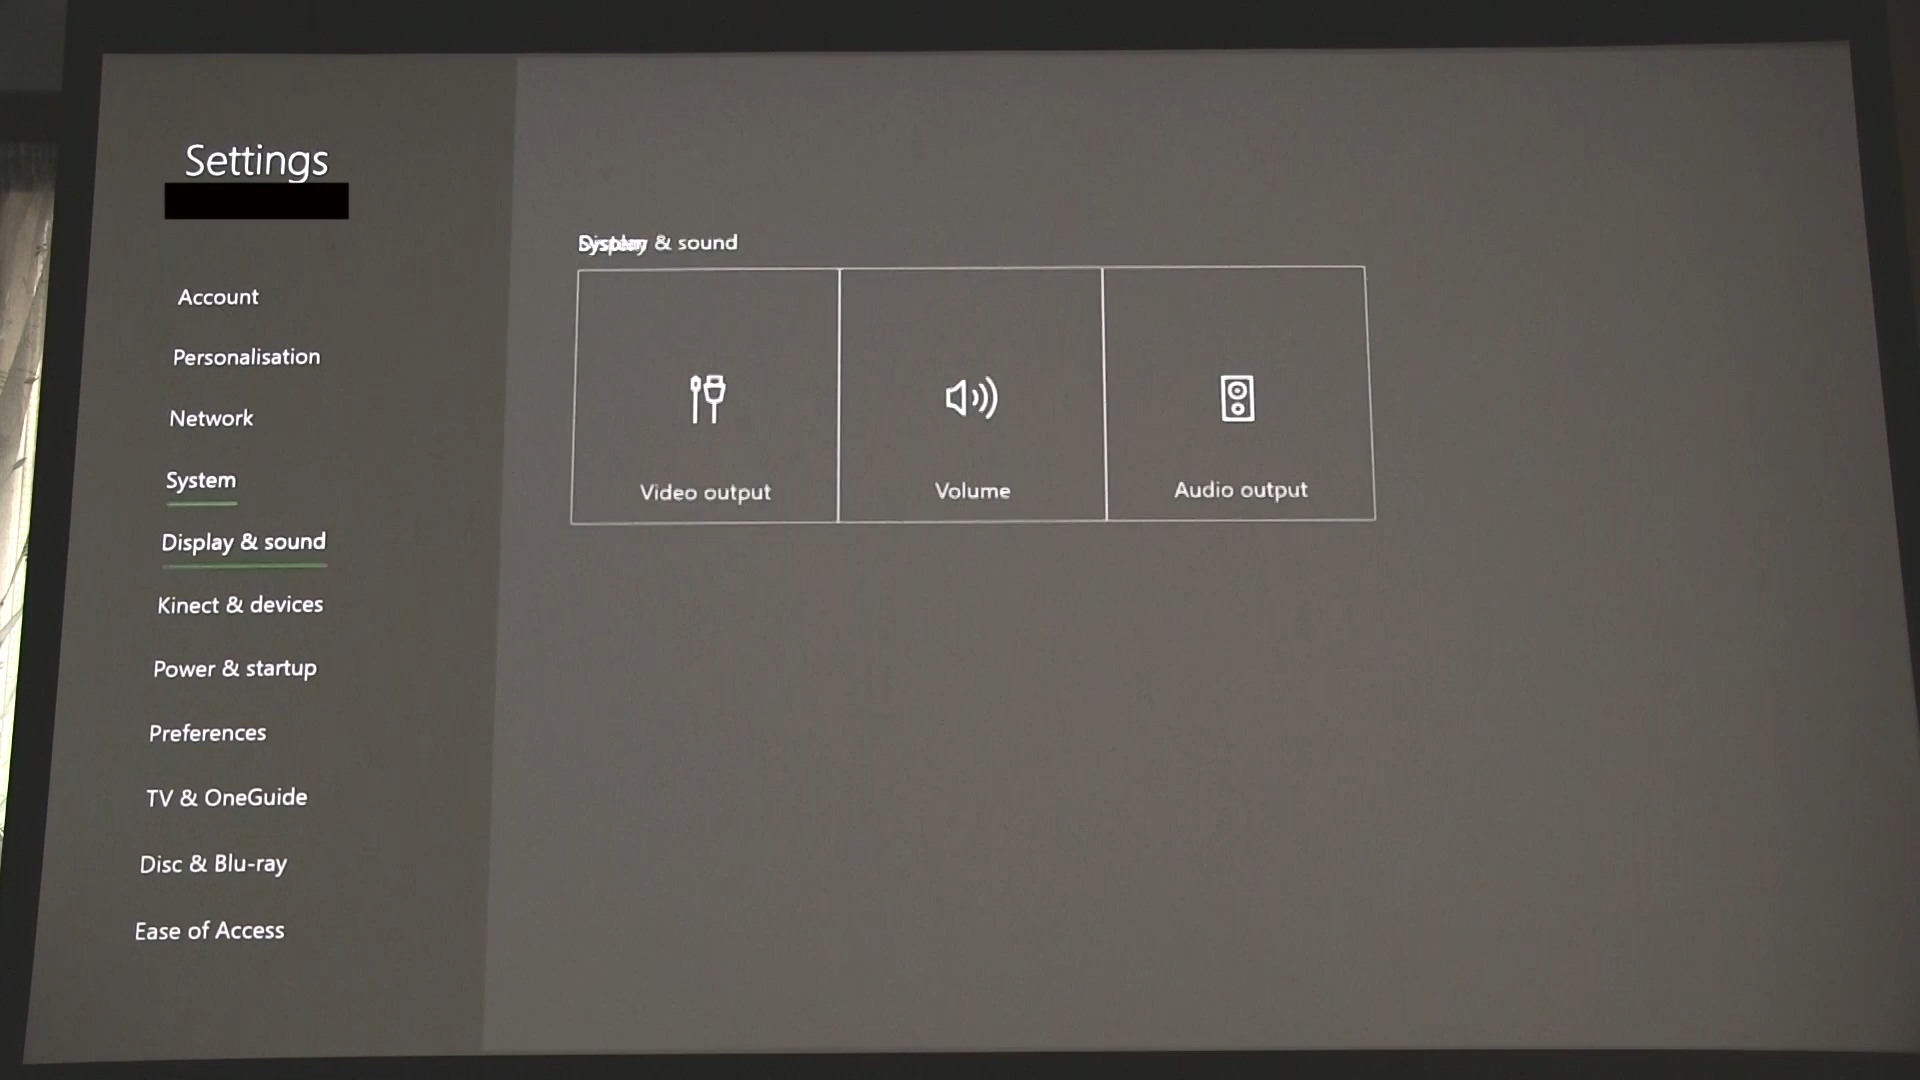 Settings
Account
Personalisation
Network
System
Display & sound
Kinect & devices
Power & startup
Preferences
TV & OneGuide
Disc & Blu-ray
Ease of Access
Display & sound
Video output
Volume
Audio output